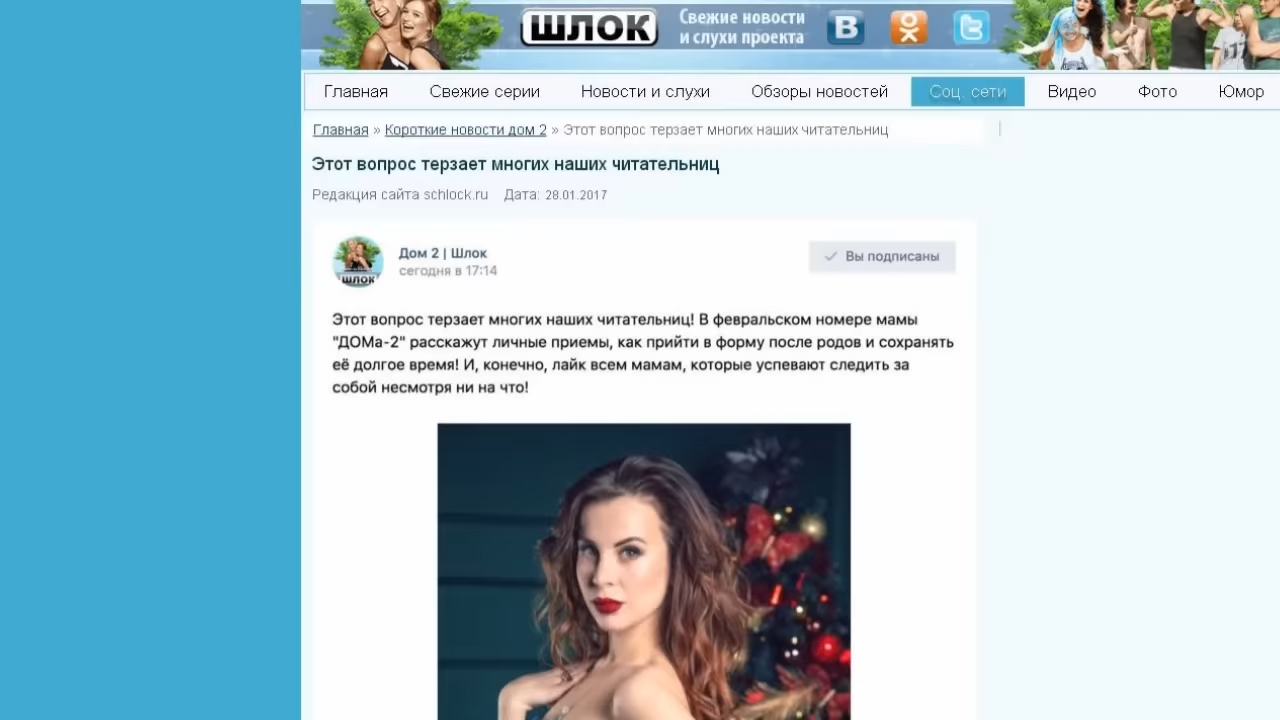 ШЛОК
Свежие новости
и слухи проекта
Главная Свежие серии Новости и слухи Обзоры новостей Соц. сети Видео Фото Юмор
Главная » Короткие новости дом 2 » Этот вопрос терзает многих наших читательниц
Этот вопрос терзает многих наших читательниц
Редакция сайта schlock.ru Дата: 28.01.2017
Дом 2 | Шлок
сегодня в 17:14
Вы подписаны
ШЛОК
Этот вопрос терзает многих наших читательниц! В февральском номере мамы
"ДОМа-2" расскажут личные приемы, как прийти в форму после родов и сохранять
её долгое время! И, конечно, лайк всем мамам, которые успевают следить за
собой несмотря ни на что!